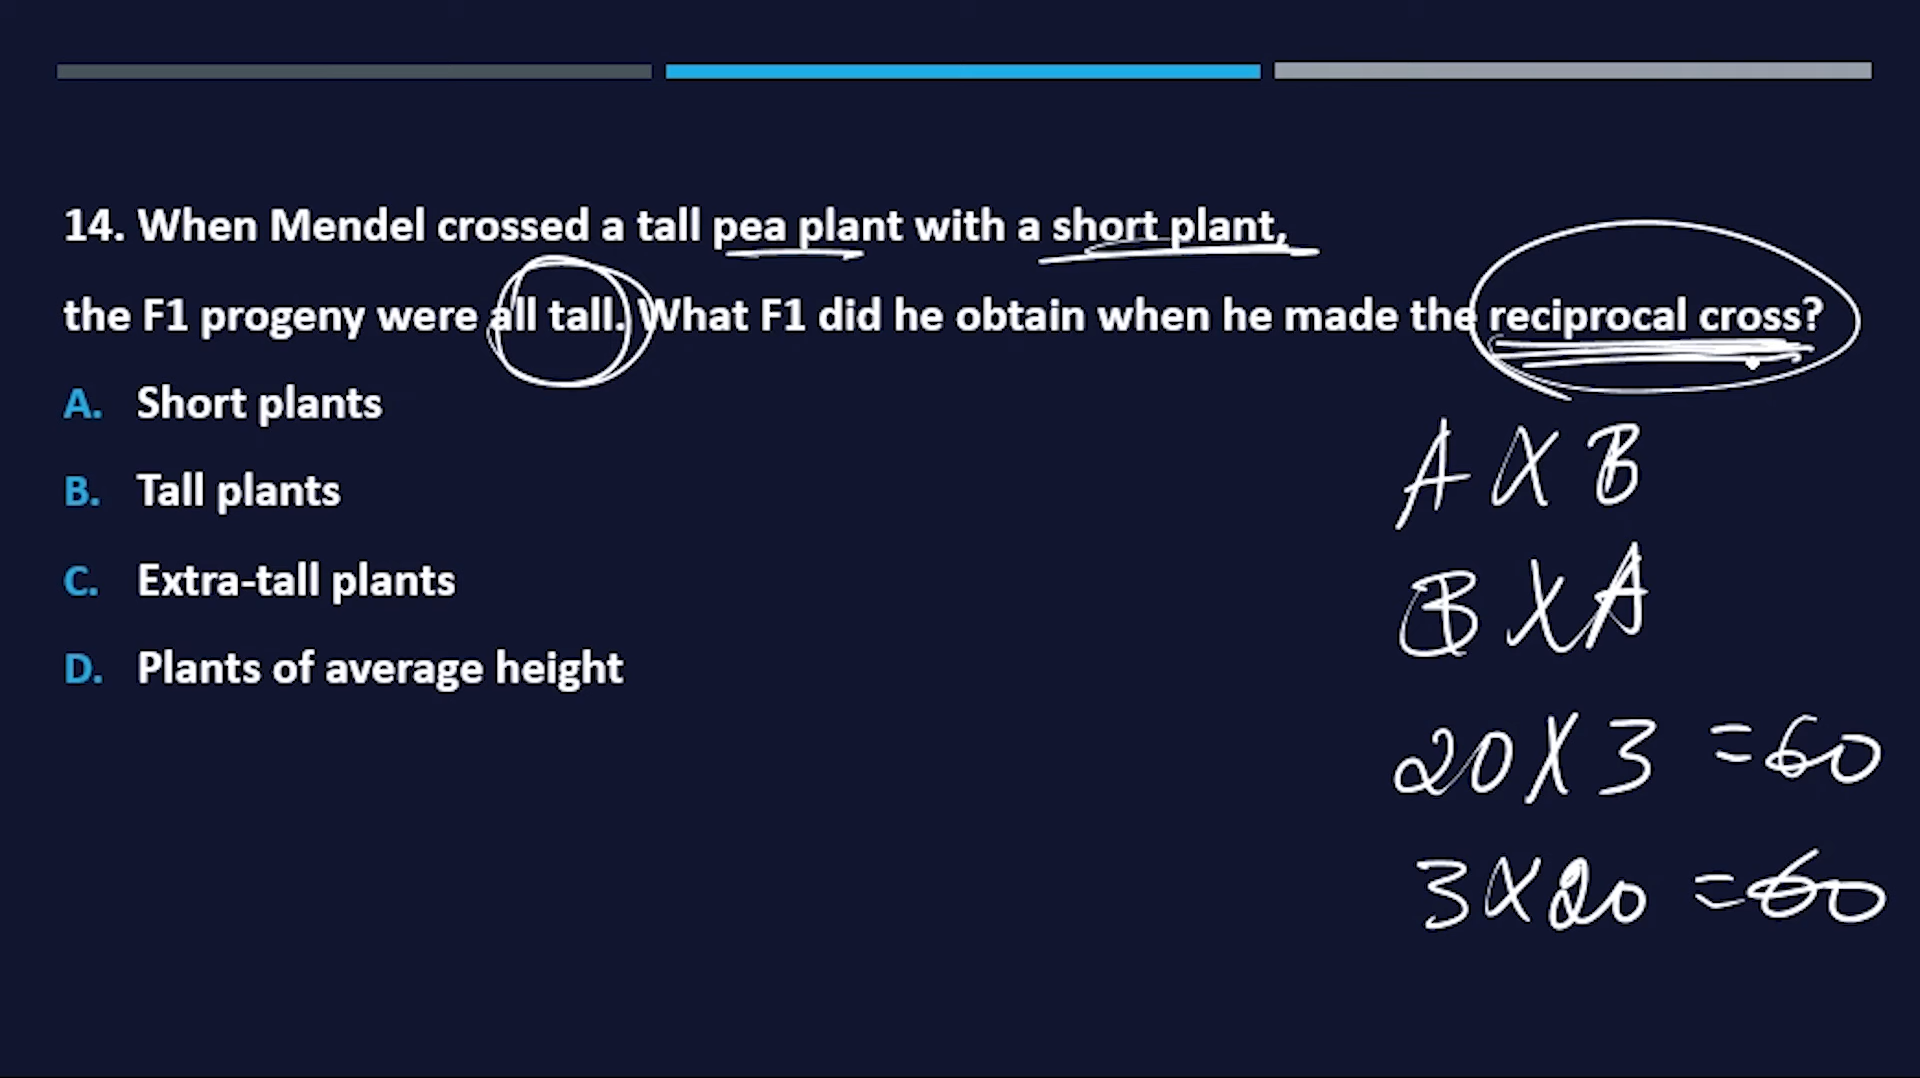 14. When Mendel crossed a tall pea plant with a short plant,
the F1 progeny were all tall. What F1 did he obtain when he made the reciprocal cross?
A. Short plants
B. Tall plants
C. Extra-tall plants
D. Plants of average height
A X B
B X A
20 X 3 = 60
3 X 20 = 60